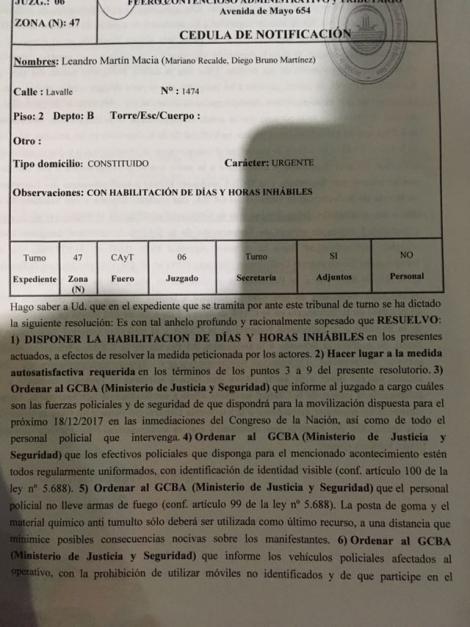 JUZG.: 06
FUERO CONTENCIOSO ADMINISTRATIVO Y TRIBUTARIO
Avenida de Mayo 654
ZONA (N): 47
CEDULA DE NOTIFICACIÓN
Nombres: Leandro Martín Macia (Mariano Recalde, Diego Bruno Martínez)
Calle : Lavalle Nº : 1474
Piso: 2 Depto: B Torre/Esc/Cuerpo :
Otro :
Tipo domicilio: CONSTITUIDO Carácter: URGENTE
Observaciones: CON HABILITACIÓN DE DÍAS Y HORAS INHÁBILES
Turno 47 CAyT 06 Turno SI NO
Expediente Zona Fuero Juzgado Secretaría Adjuntos Personal
(N)
Hago saber a Ud. que en el expediente que se tramita por ante este tribunal de turno se ha dictado
la siguiente resolución: Es con tal anhelo profundo y racionalmente sopesado que RESUELVO:
1) DISPONER LA HABILITACION DE DÍAS Y HORAS INHÁBILES en los presentes
actuados, a efectos de resolver la medida peticionada por los actores. 2) Hacer lugar a la medida
autosatisfactiva requerida en los términos de los puntos 3 a 9 del presente resolutorio. 3)
Ordenar al GCBA (Ministerio de Justicia y Seguridad) que informe al juzgado a cargo cuáles
son las fuerzas policiales y de seguridad de que dispondrá para la movilización dispuesta para el
próximo 18/12/2017 en las inmediaciones del Congreso de la Nación, así como de todo el
personal policial que intervenga. 4) Ordenar al GCBA (Ministerio de Justicia y
Seguridad) que los efectivos policiales que disponga para el mencionado acontecimiento estén
todos regularmente uniformados, con identificación de identidad visible (conf. artículo 100 de la
ley nº 5.688). 5) Ordenar al GCBA (Ministerio de Justicia y Seguridad) que el personal
policial no lleve armas de fuego (conf. artículo 99 de la ley nº 5.688). La posta de goma y el
material químico anti tumulto sólo deberá ser utilizada como último recurso, a una distancia que
minimice posibles consecuencias nocivas sobre los manifestantes. 6) Ordenar al GCBA
(Ministerio de Justicia y Seguridad) que informe los vehículos policiales afectados al
operativo, con la prohibición de utilizar móviles no identificados y de que participe en el